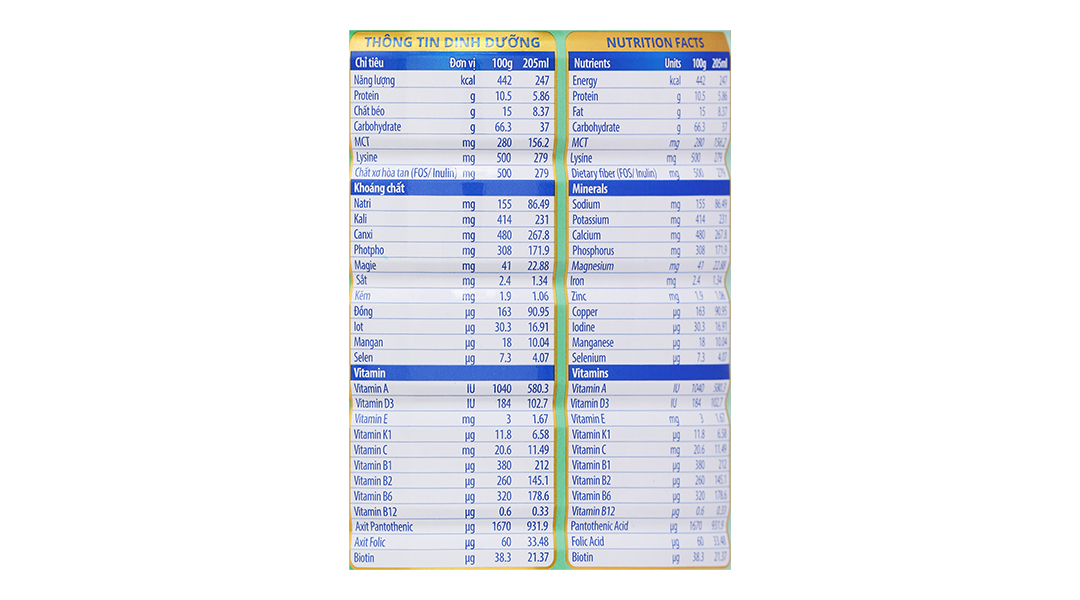 THÔNG TIN DINH DƯỠNG
Chỉ tiêu Đơn vị 100g 205ml
Năng lượng kcal 442 247
Protein g 10.5 5.86
Chất béo g 15 8.37
Carbohydrate g 66.3 37
MCT mg 280 156.2
Lysine mg 500 279
Chất xơ hòa tan (FOS/ Inulin) mg 500 279
Khoáng chất
Natri mg 155 86.49
Kali mg 414 231
Canxi mg 480 267.8
Photpho mg 308 171.9
Magie mg 41 22.88
Sắt mg 2.4 1.34
Kẽm mg 1.9 1.06
Đồng µg 163 90.95
Iot µg 30.3 16.91
Mangan µg 18 10.04
Selen µg 7.3 4.07
Vitamin
Vitamin A IU 1040 580.3
Vitamin D3 IU 184 102.7
Vitamin E mg 3 1.67
Vitamin K1 µg 11.8 6.58
Vitamin C mg 20.6 11.49
Vitamin B1 µg 380 212
Vitamin B2 µg 260 145.1
Vitamin B6 µg 320 178.6
Vitamin B12 µg 0.6 0.33
Axit Pantothenic µg 1670 931.9
Axit Folic µg 60 33.48
Biotin µg 38.3 21.37
NUTRITION FACTS
Nutrients Units 100g 205ml
Energy kcal 442 247
Protein g 10.5 5.86
Fat g 15 8.37
Carbohydrate g 66.3 37
MCT mg 280 156.2
Lysine mg 500 279
Dietary fiber (FOS/ Inulin) mg 500 279
Minerals
Sodium mg 155 86.49
Potassium mg 414 231
Calcium mg 480 267.8
Phosphorus mg 308 171.9
Magnesium mg 41 22.88
Iron mg 2.4 1.34
Zinc mg 1.9 1.06
Copper µg 163 90.95
Iodine µg 30.3 16.91
Manganese µg 18 10.04
Selenium µg 7.3 4.07
Vitamins
Vitamin A IU 1040 580.3
Vitamin D3 IU 184 102.7
Vitamin E mg 3 1.67
Vitamin K1 µg 11.8 6.58
Vitamin C mg 20.6 11.49
Vitamin B1 µg 380 212
Vitamin B2 µg 260 145.1
Vitamin B6 µg 320 178.6
Vitamin B12 µg 0.6 0.33
Pantothenic Acid µg 1670 931.9
Folic Acid µg 60 33.48
Biotin µg 38.3 21.37